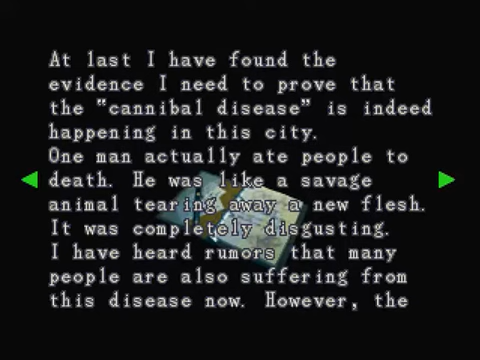 At last I have found the
evidence I need to prove that
the "cannibal disease" is indeed
happening in this city.
One man actually ate people to
death. He was like a savage
animal tearing away a new flesh.
It was completely disgusting.
I have heard rumors that many
people are also suffering from
this disease now. However, the